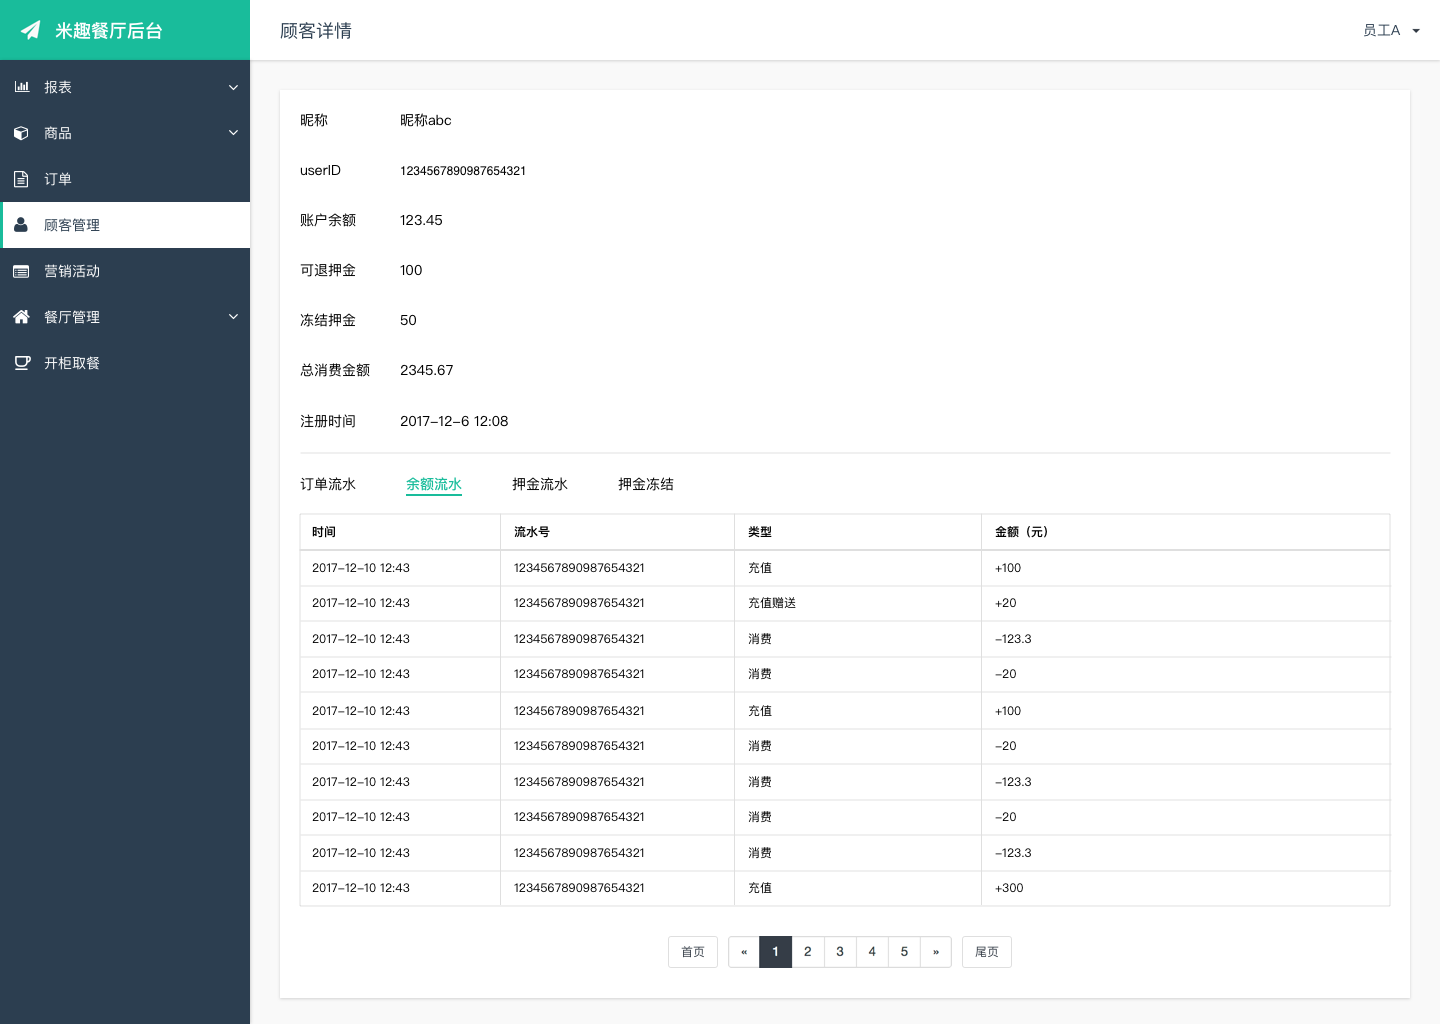 米趣餐厅后台
顾客详情
员工A
报表
商品
订单
顾客管理
营销活动
餐厅管理
开柜取餐
昵称 昵称abc
userID 1234567890987654321
账户余额 123.45
可退押金 100
冻结押金 50
总消费金额 2345.67
注册时间 2017-12-6 12:08
订单流水 余额流水 押金流水 押金冻结
时间 流水号 类型 金额（元）
2017-12-10 12:43 1234567890987654321 充值 +100
2017-12-10 12:43 1234567890987654321 充值赠送 +20
2017-12-10 12:43 1234567890987654321 消费 -123.3
2017-12-10 12:43 1234567890987654321 消费 -20
2017-12-10 12:43 1234567890987654321 充值 +100
2017-12-10 12:43 1234567890987654321 消费 -20
2017-12-10 12:43 1234567890987654321 消费 -123.3
2017-12-10 12:43 1234567890987654321 消费 -20
2017-12-10 12:43 1234567890987654321 消费 -123.3
2017-12-10 12:43 1234567890987654321 充值 +300
首页 « 1 2 3 4 5 » 尾页